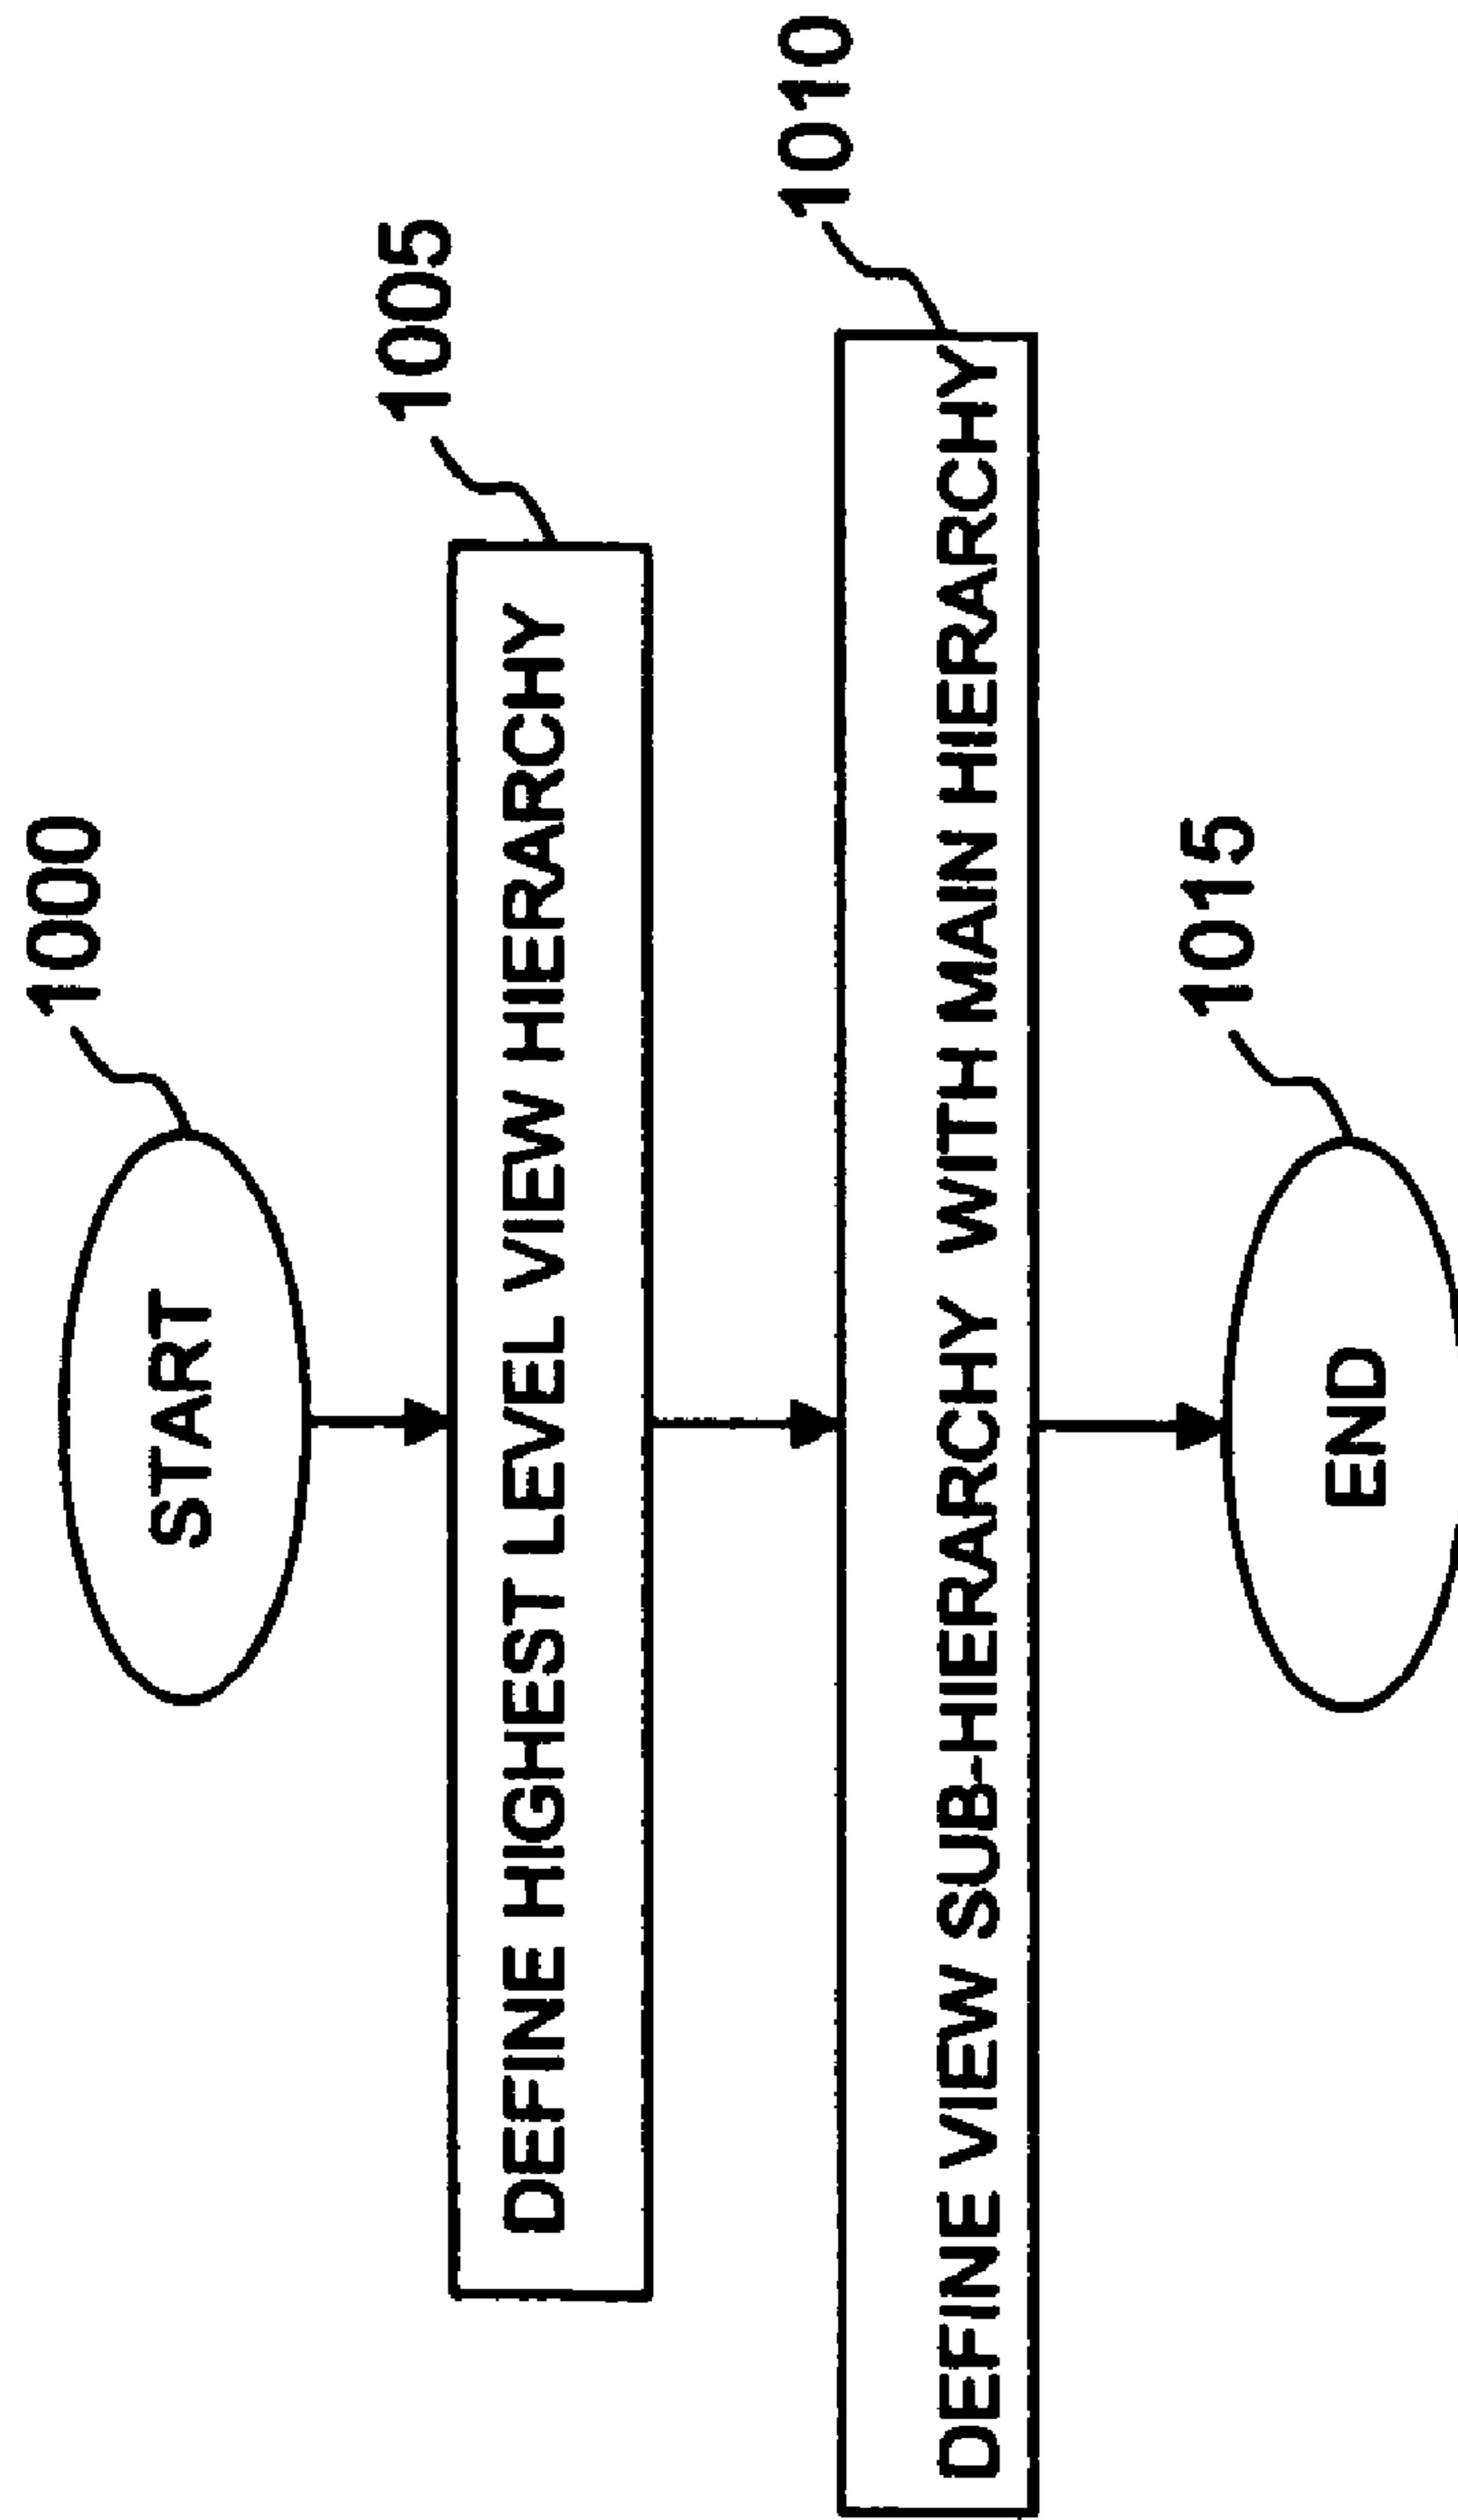 1000
START
1005
DEFINE HIGHEST LEVEL VIEW HIERARCHY
1010
DEFINE VIEW SUB-HIERARCHY WITH MAIN HIERARCHY
1015
END